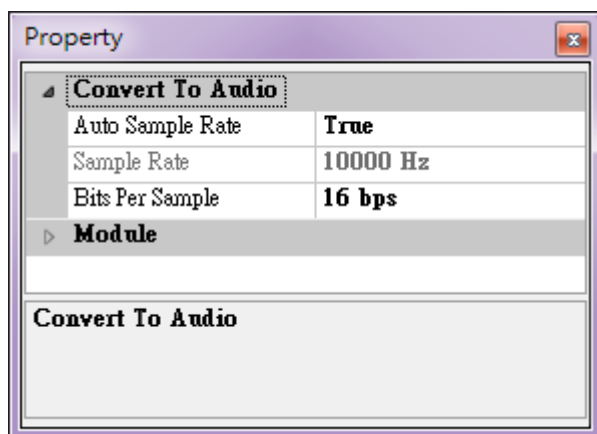 Property
Convert To Audio
Auto Sample Rate True
Sample Rate 10000 Hz
Bits Per Sample 16 bps
Module
Convert To Audio